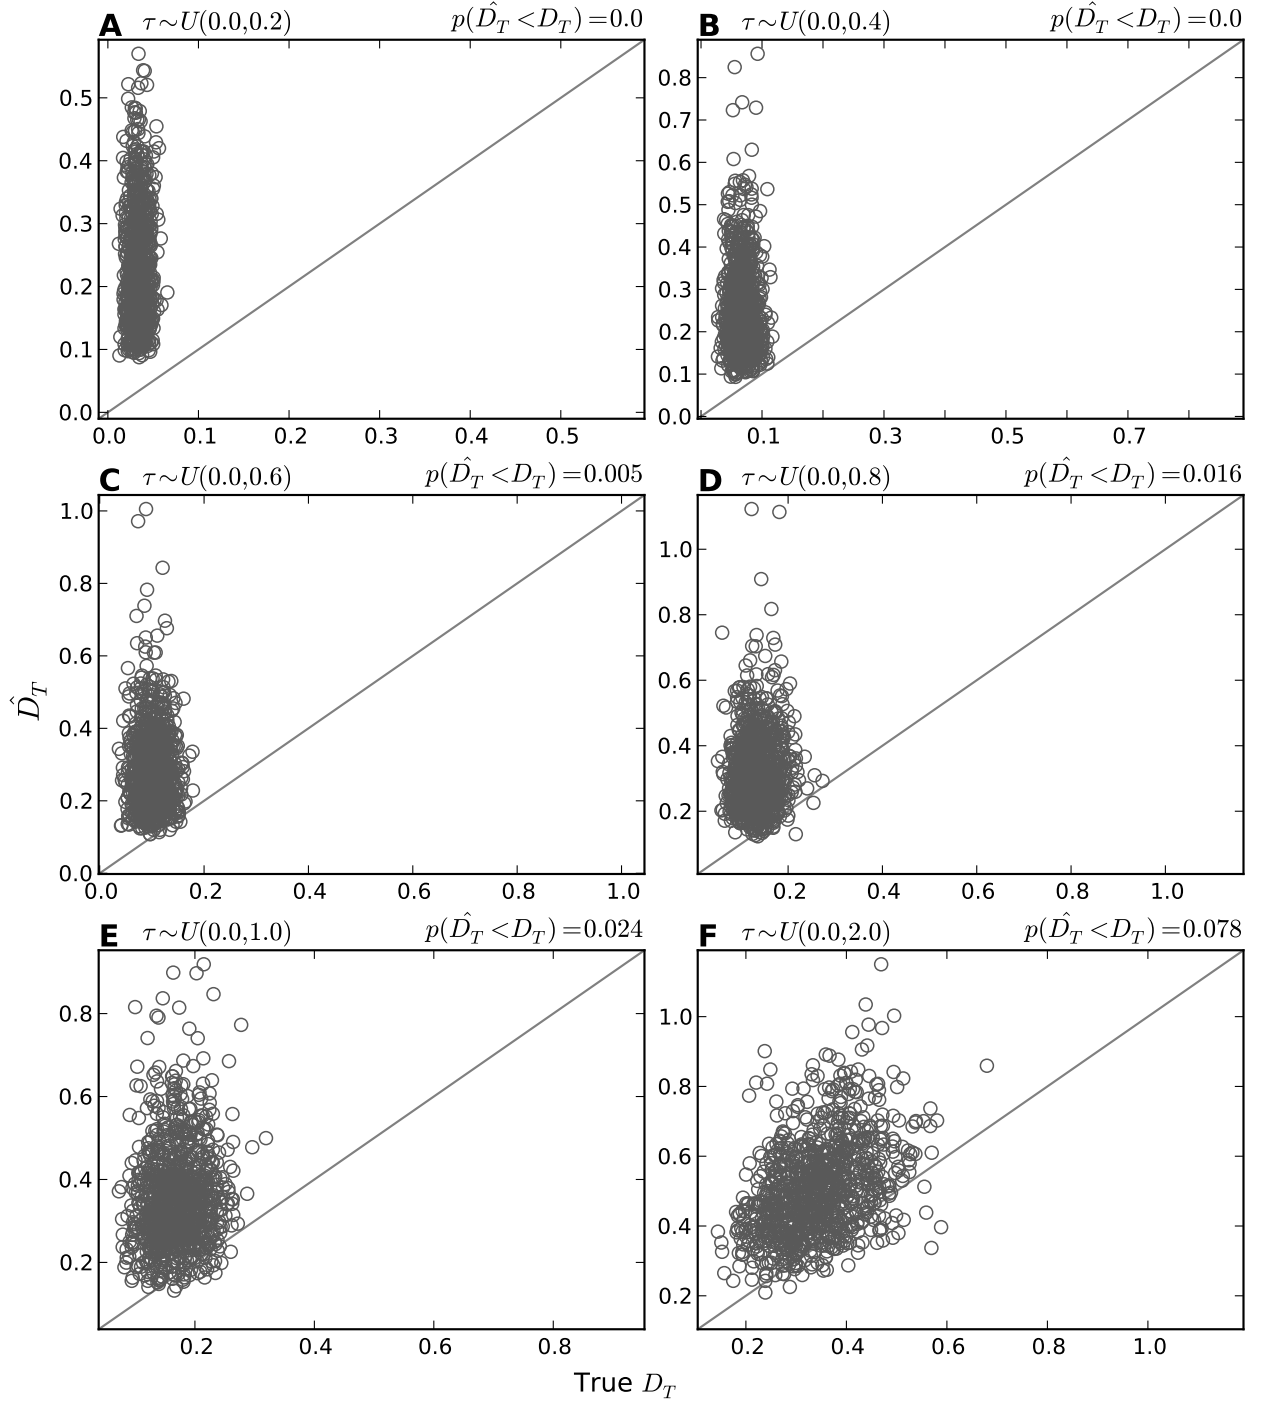 A τ∼U(0.0,0.2) p(D̂_T<D_T)=0.0
B τ∼U(0.0,0.4) p(D̂_T<D_T)=0.0
0.5
0.4
0.3
0.2
0.1
0.0
0.0 0.1 0.2 0.3 0.4 0.5
0.8
0.7
0.6
0.5
0.4
0.3
0.2
0.1
0.0
0.1 0.3 0.5 0.7
C τ∼U(0.0,0.6) p(D̂_T<D_T)=0.005
D τ∼U(0.0,0.8) p(D̂_T<D_T)=0.016
1.0
0.8
0.6
0.4
0.2
0.0
0.0 0.2 0.4 0.6 0.8 1.0
1.0
0.8
0.6
0.4
0.2
0.2 0.4 0.6 0.8 1.0
D̂_T
E τ∼U(0.0,1.0) p(D̂_T<D_T)=0.024
F τ∼U(0.0,2.0) p(D̂_T<D_T)=0.078
0.8
0.6
0.4
0.2
0.2 0.4 0.6 0.8
1.0
0.8
0.6
0.4
0.2
0.2 0.4 0.6 0.8 1.0
True D_T